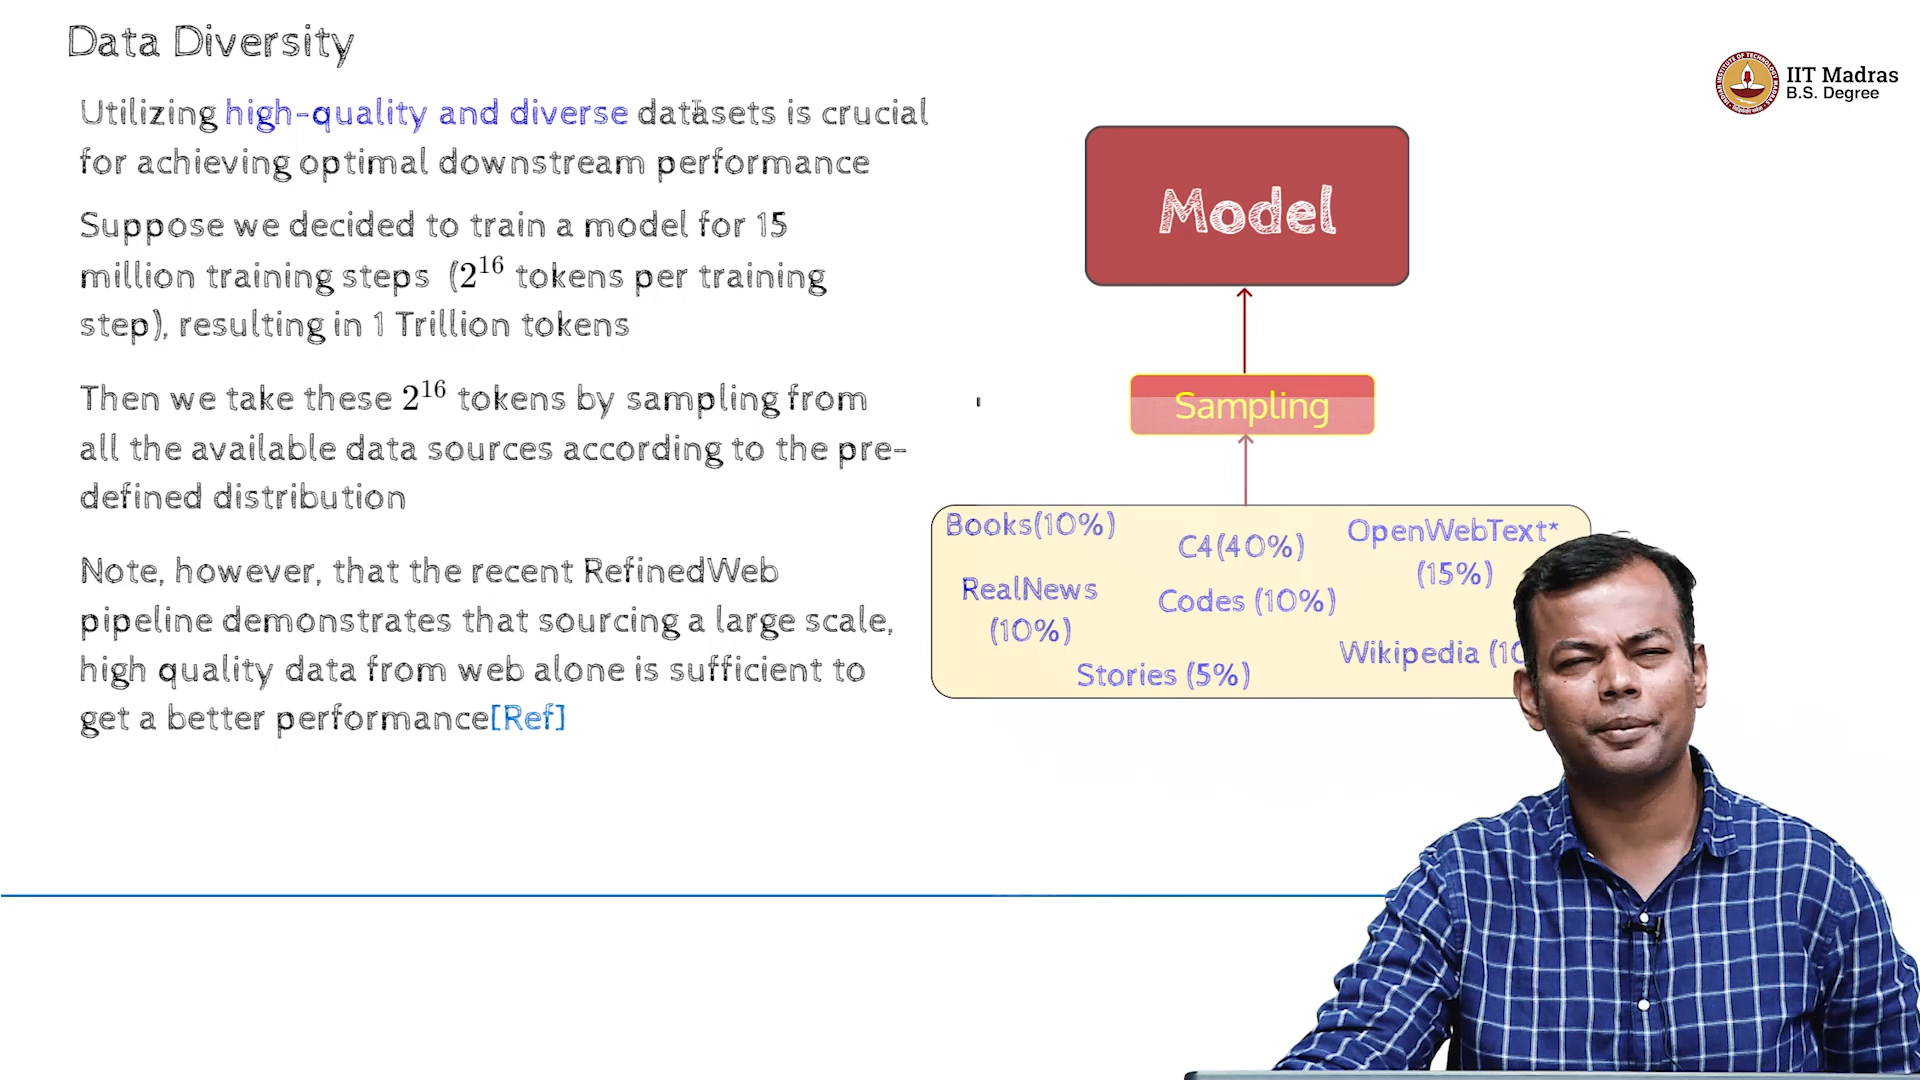 Data Diversity
Utilizing high-quality and diverse datasets is crucial
for achieving optimal downstream performance
Suppose we decided to train a model for 15
million training steps (2^16 tokens per training
step), resulting in 1 Trillion tokens
Then we take these 2^16 tokens by sampling from
all the available data sources according to the pre-
defined distribution
Note, however, that the recent RefinedWeb
pipeline demonstrates that sourcing a large scale,
high quality data from web alone is sufficient to
get a better performance[Ref]
IIT Madras
B.S. Degree
Model
Sampling
Books(10%)
C4(40%)
OpenWebText*
(15%)
RealNews
(10%)
Codes (10%)
Wikipedia
Stories (5%)